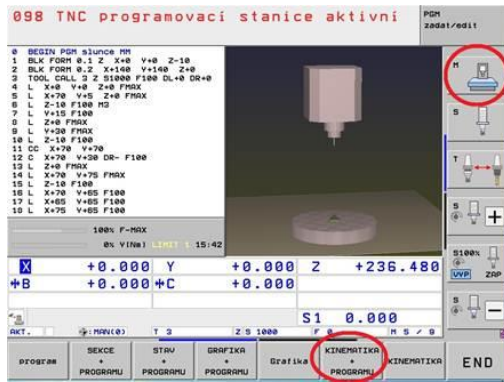 098 TNC programovací stanice aktivní
PGM
zadat/edit
0 BEGIN PGM slunce MM
1 BLK FORM 0.1 Z X+0 Y+0 Z-10
2 BLK FORM 0.2 X+140 Y+140 Z+0
3 TOOL CALL 3 Z S1000 F100 DL+0 DR+0
4 L X+0 Y+0 Z+0 FMAX
5 L X+70 Y+5 Z+0 FMAX
6 L Z-10 F100 M3
7 L Y+15 F100
8 L Z+0 FMAX
9 L Y+30 FMAX
10 L Z-10 F100
11 CC X+70 Y+70
12 C X+70 Y+30 DR- F100
13 L Z+0 FMAX
14 L X+70 Y+75 FMAX
15 L Z-10 F100
16 L X+70 Y+65 F100
17 L X+65 Y+65 F100
18 L X+75 Y+65 F100
100% F-MAX
0% Y[Nm] LIMIT 1 15:42
X +0.000 Y +0.000 Z +236.480
+B +0.000 +C +0.000
S1 0.000
AKT. : MAN(0) T 3 Z S 1000 F 0 M 5 / 9
M
S
T
S
+
S100%
VYP ZAP
S
-
program
SEKCE + PROGRAMU
STAV + PROGRAMU
GRAFIKA + PROGRAMU
Grafika
KINEMATIKA + PROGRAMU
KINEMATIKA
END